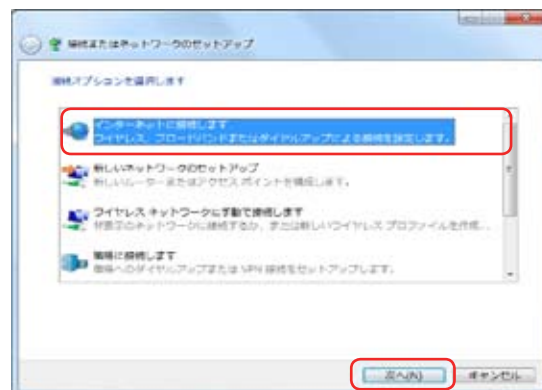 接続またはネットワークのセットアップ
接続オプションを選択します
インターネットに接続します
ワイヤレス、ブロードバンドまたはダイヤルアップによる接続を設定します。
新しいネットワークのセットアップ
新しいルーターまたはアクセス ポイントを構成します。
ワイヤレス ネットワークに手動で接続します
非表示のネットワークに接続するか、または新しいワイヤレス プロファイルを作成...
職場に接続します
職場へのダイヤルアップまたは VPN 接続をセットアップします。
次へ(N)
キャンセル